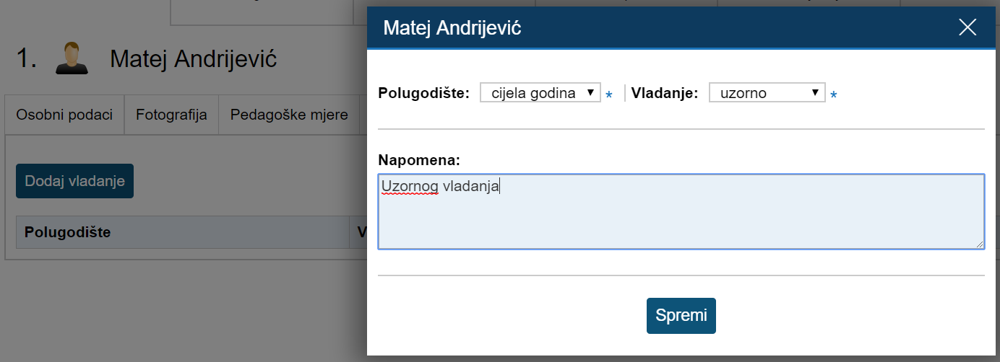 Matej Andrijević
1. Matej Andrijević
Polugodište: cijela godina * Vladanje: uzorno *
Osobni podaci Fotografija Pedagoške mjere
Napomena:
Dodaj vladanje
Uzornog vladanja
Polugodište
Spremi